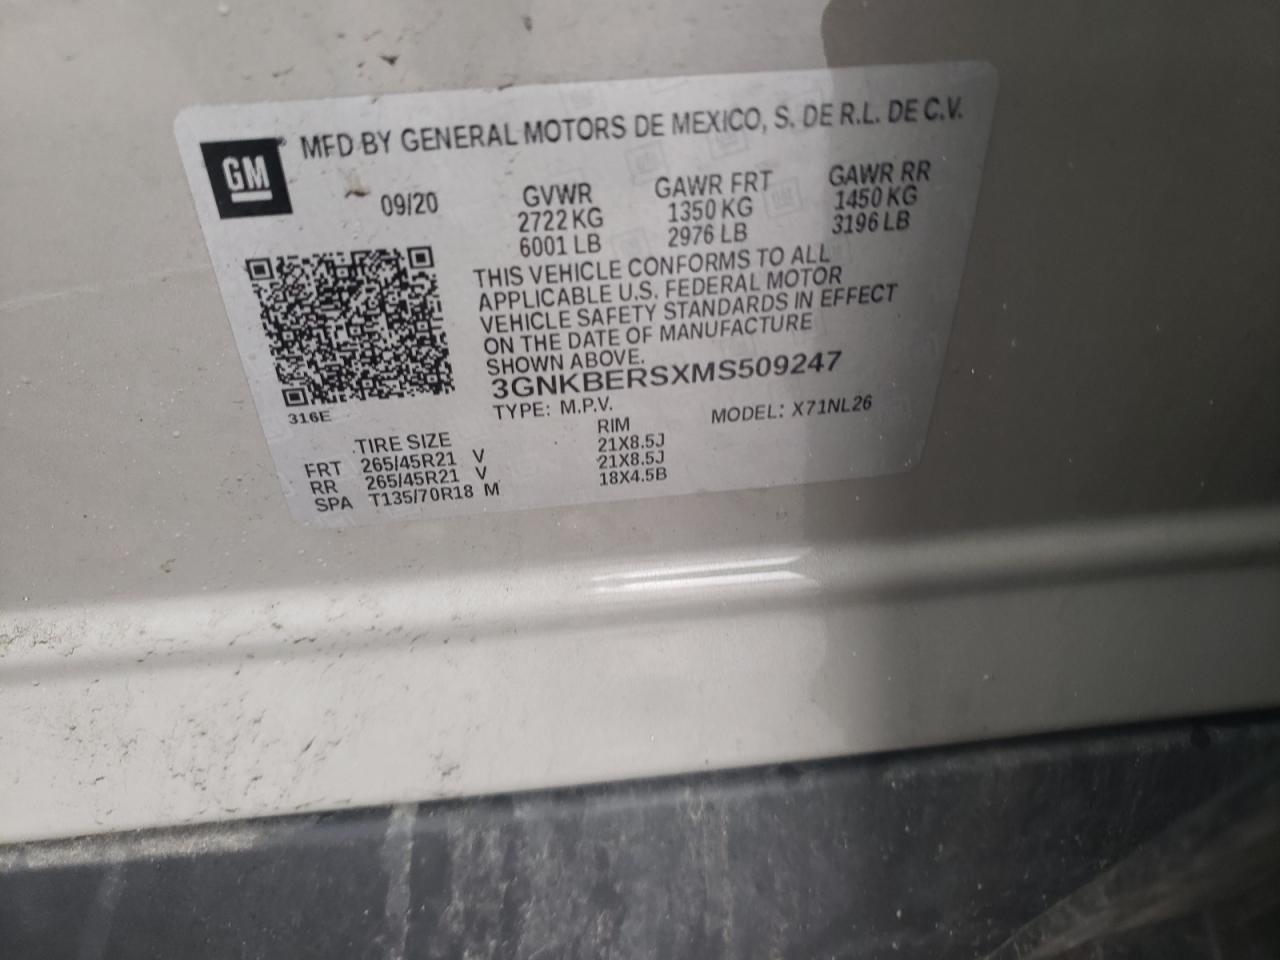 GM ® MFD BY GENERAL MOTORS DE MEXICO, S. DE R.L. DE C.V.
09/20 GVWR GAWR FRT GAWR RR
2722 KG 1350 KG 1450 KG
6001 LB 2976 LB 3196 LB
THIS VEHICLE CONFORMS TO ALL
APPLICABLE U.S. FEDERAL MOTOR
VEHICLE SAFETY STANDARDS IN EFFECT
ON THE DATE OF MANUFACTURE
SHOWN ABOVE.
3GNKBERSXMS509247
316E TYPE: M.P.V. MODEL: X71NL26
TIRE SIZE RIM
FRT 265/45R21 V 21X8.5J
RR 265/45R21 V 21X8.5J
SPA T135/70R18 M 18X4.5B